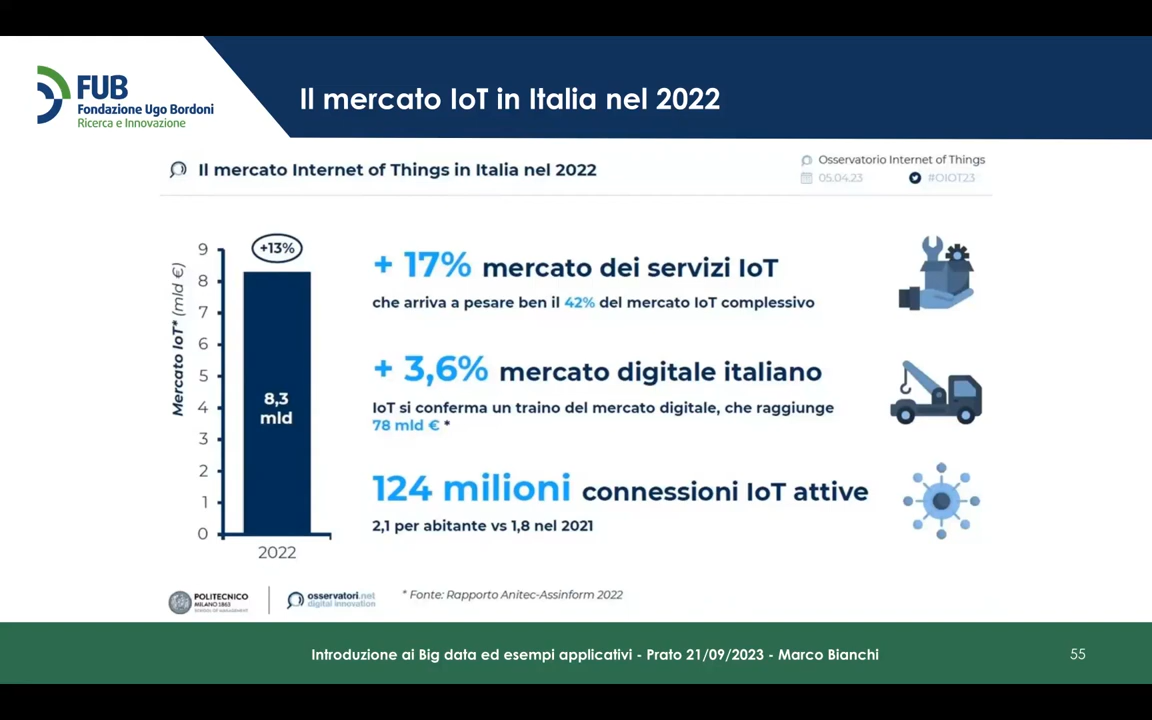 FUB
Fondazione Ugo Bordoni
Ricerca e Innovazione
Il mercato IoT in Italia nel 2022
Il mercato Internet of Things in Italia nel 2022
Osservatorio Internet of Things
05.04.23 #OIOT23
Mercato IoT* (mld €)
9
8
7
6
5
4
3
2
1
0
+13%
8,3
mld
2022
+ 17% mercato dei servizi IoT
che arriva a pesare ben il 42% del mercato IoT complessivo
+ 3,6% mercato digitale italiano
IoT si conferma un traino del mercato digitale, che raggiunge
78 mld € *
124 milioni connessioni IoT attive
2,1 per abitante vs 1,8 nel 2021
POLITECNICO
MILANO 1863
osservatori.net
digital innovation
* Fonte: Rapporto Anitec-Assinform 2022
Introduzione ai Big data ed esempi applicativi - Prato 21/09/2023 - Marco Bianchi
55